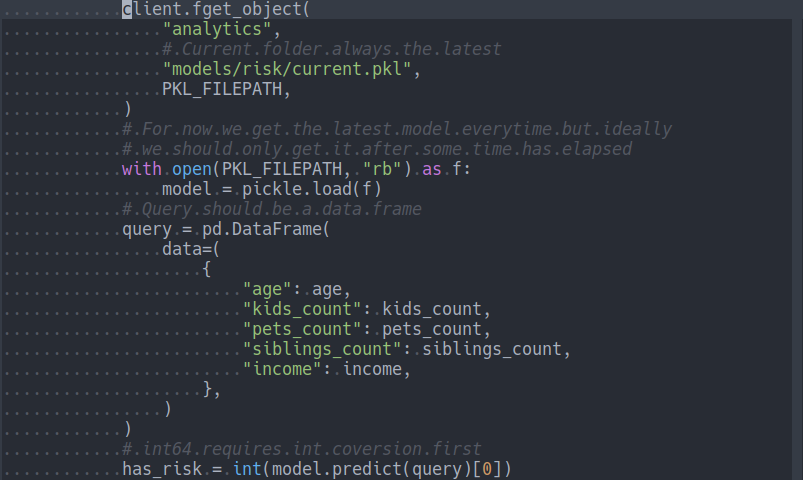 client.fget_object(
"analytics",
# Current folder always the latest
"models/risk/current.pkl",
PKL_FILEPATH,
)
# For now we get the latest model everytime but ideally
# we should only get it after some time has elapsed
with open(PKL_FILEPATH, "rb") as f:
model = pickle.load(f)
# Query should be a data frame
query = pd.DataFrame(
data=(
{
"age": age,
"kids_count": kids_count,
"pets_count": pets_count,
"siblings_count": siblings_count,
"income": income,
},
)
)
# int64 requires int coversion first
has_risk = int(model.predict(query)[0])